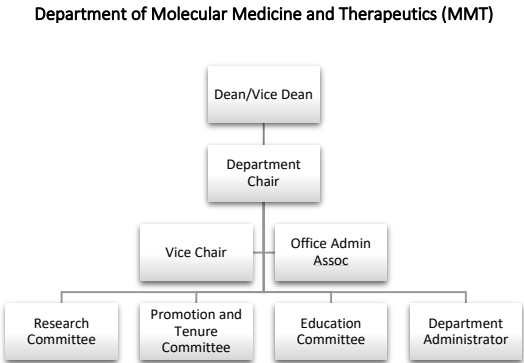 Department of Molecular Medicine and Therapeutics (MMT)
Dean/Vice Dean
Department
Chair
Vice Chair
Office Admin
Assoc
Research
Committee
Promotion and
Tenure
Committee
Education
Committee
Department
Administrator